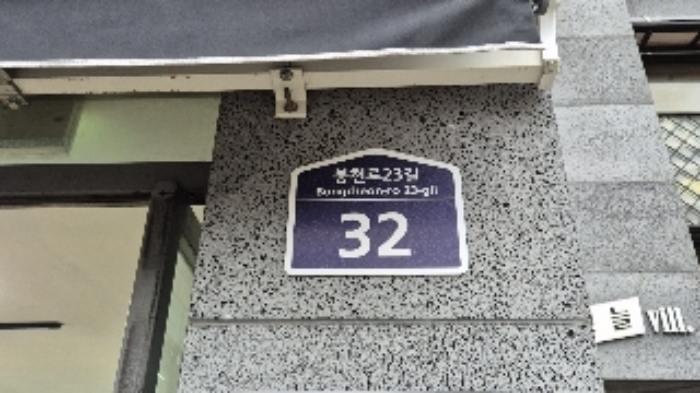 봉천로23길
Bongcheon-ro 23-gil
32
vill.